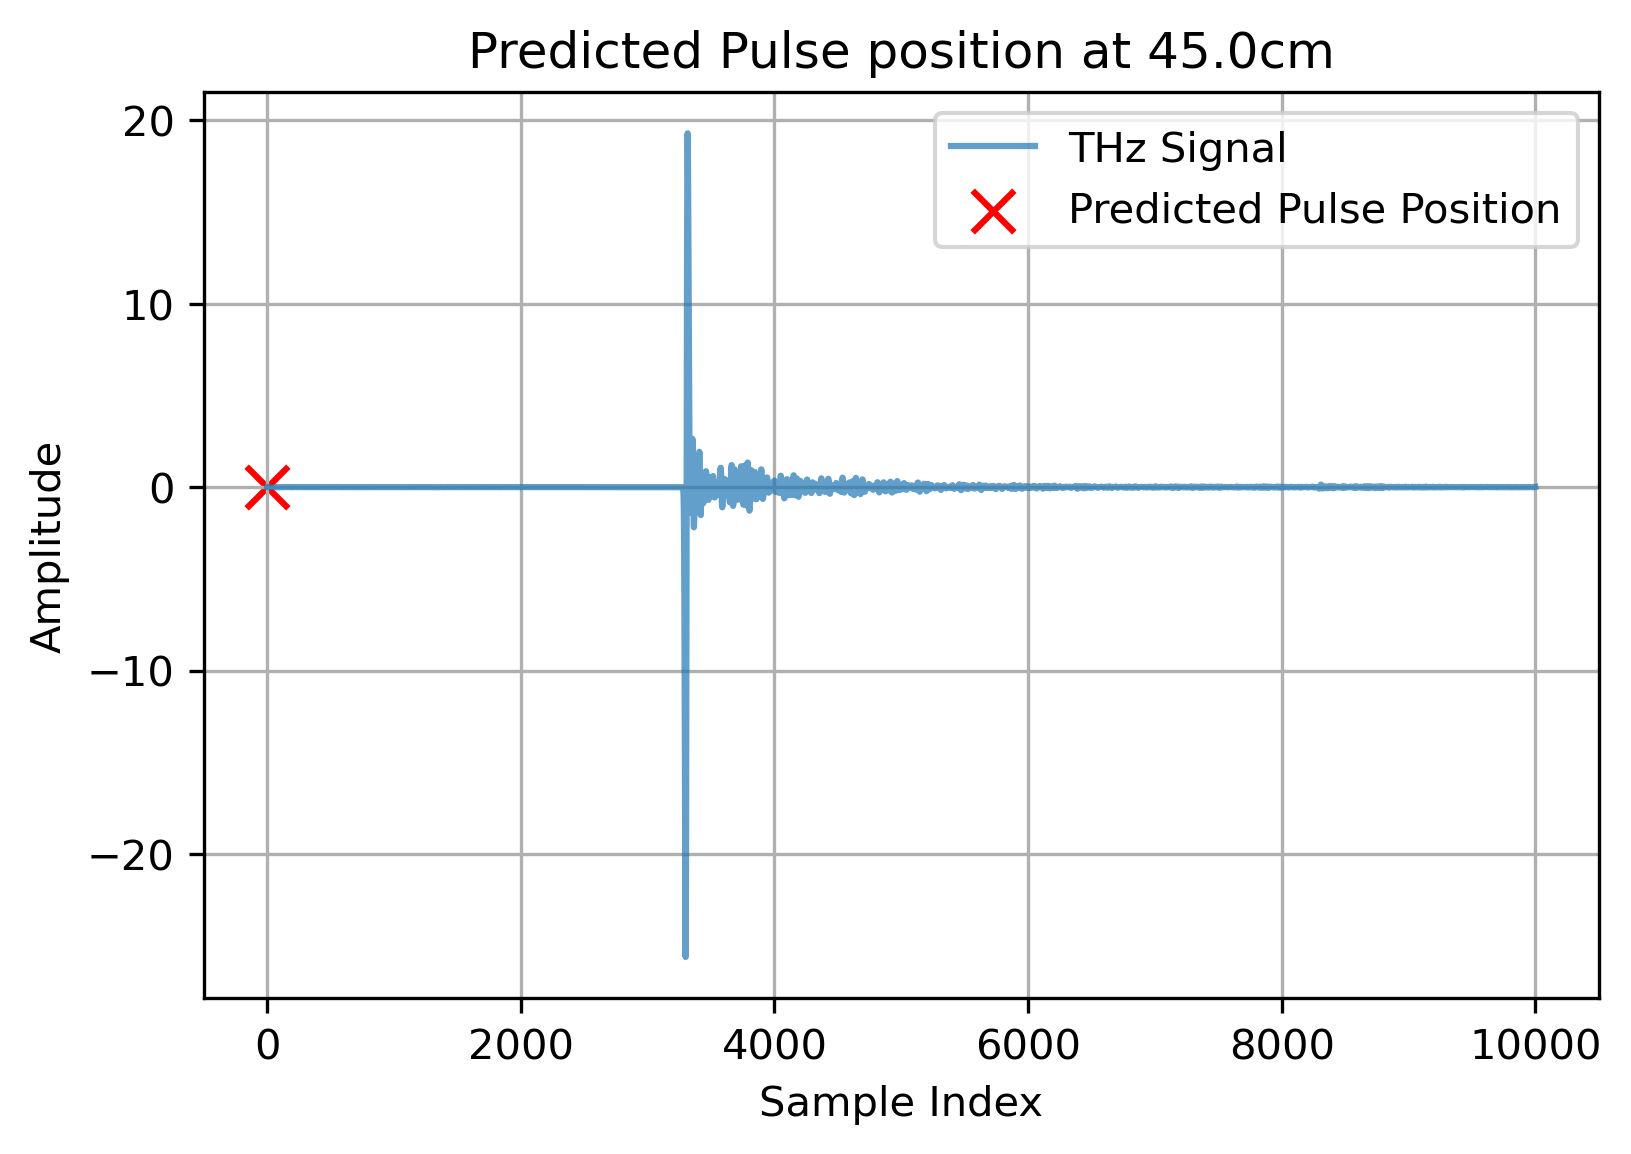 Predicted Pulse position at 45.0cm
THz Signal
Predicted Pulse Position
20
10
0
−10
−20
Amplitude
0 2000 4000 6000 8000 10000
Sample Index